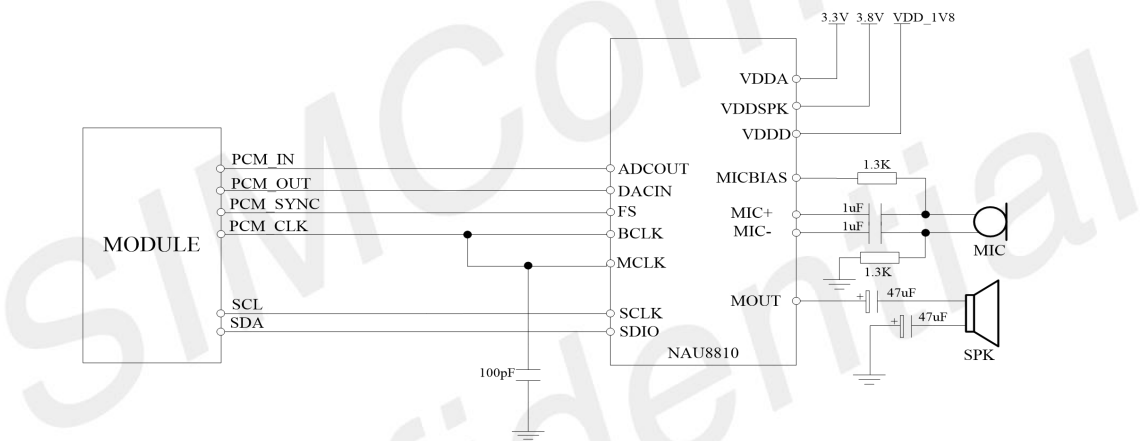 3.3V 3.8V VDD_1V8
VDDA
VDDSPK
VDDD
PCM_IN
ADCOUT
MICBIAS
1.3K
PCM_OUT
DACIN
PCM_SYNC
FS
MIC+
1uF
PCM_CLK
BCLK
MIC-
1uF
MODULE
MIC
MCLK
1.3K
SCL
SCLK
MOUT
+ 47uF
SDA
SDIO
+ 47uF
NAU8810
SPK
100pF
SIMCom
Confidential